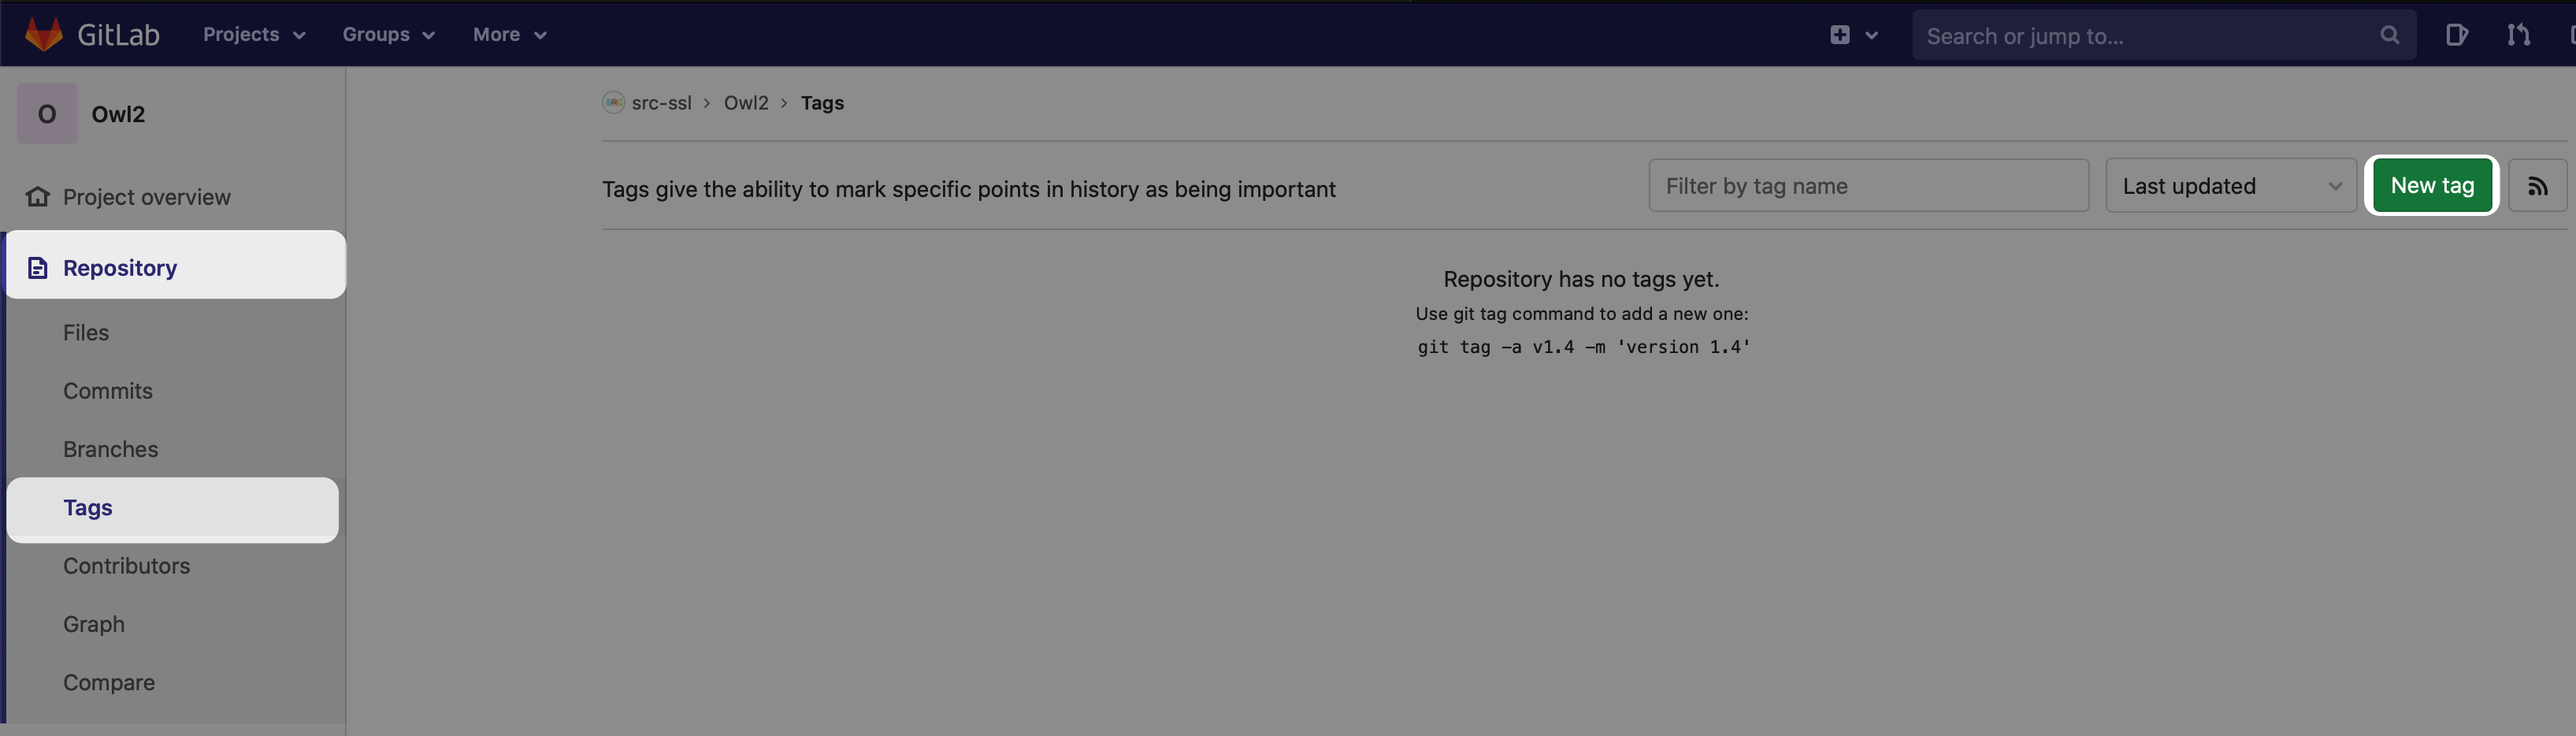 GitLab Projects Groups More Search or jump to...
O Owl2
src-ssl > Owl2 > Tags
Project overview
Tags give the ability to mark specific points in history as being important
Filter by tag name Last updated New tag
Repository
Repository has no tags yet.
Use git tag command to add a new one:
git tag -a v1.4 -m 'version 1.4'
Files
Commits
Branches
Tags
Contributors
Graph
Compare